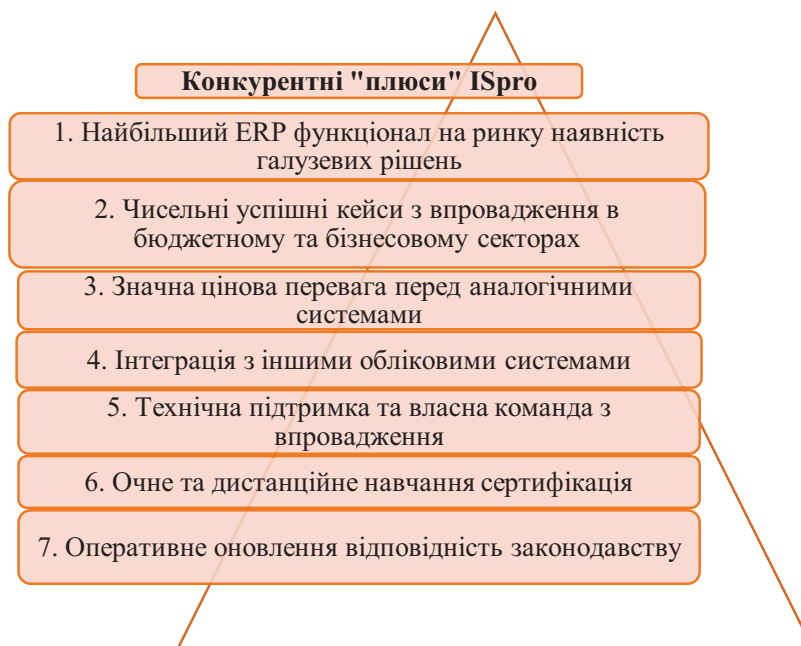 Конкурентні "плюси" ISpro
1. Найбільший ERP функціонал на ринку наявність
галузевих рішень
2. Чисельні успішні кейси з впровадження в
бюджетному та бізнесовому секторах
3. Значна цінова перевага перед аналогічними
системами
4. Інтеграція з іншими обліковими системами
5. Технічна підтримка та власна команда з
впровадження
6. Очне та дистанційне навчання сертифікація
7. Оперативне оновлення відповідність законодавству